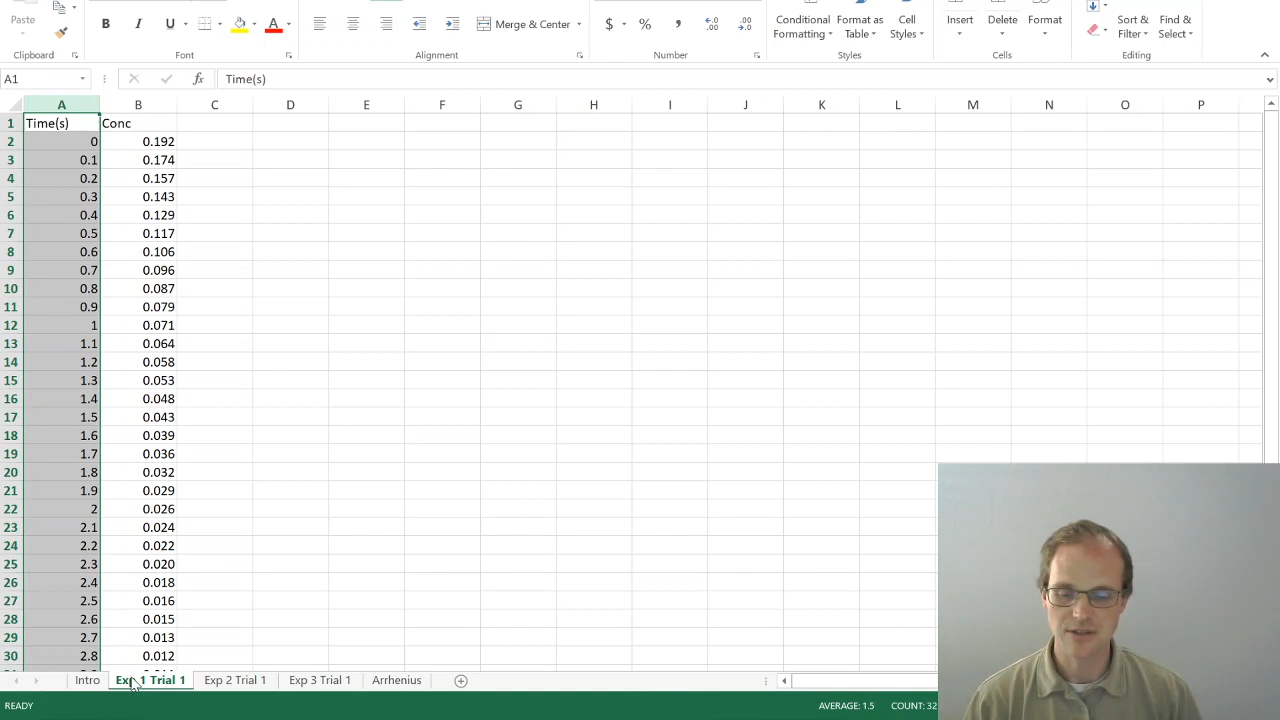 Paste
B I U A Merge & Center $ % , Conditional Formatting Format as Table Cell Styles Insert Delete Format Sort & Filter Find & Select
Clipboard Font Alignment Number Styles Cells Editing
A1 fx Time(s)
A B C D E F G H I J K L M N O P
1 Time(s) Conc
2 0 0.192
3 0.1 0.174
4 0.2 0.157
5 0.3 0.143
6 0.4 0.129
7 0.5 0.117
8 0.6 0.106
9 0.7 0.096
10 0.8 0.087
11 0.9 0.079
12 1 0.071
13 1.1 0.064
14 1.2 0.058
15 1.3 0.053
16 1.4 0.048
17 1.5 0.043
18 1.6 0.039
19 1.7 0.036
20 1.8 0.032
21 1.9 0.029
22 2 0.026
23 2.1 0.024
24 2.2 0.022
25 2.3 0.020
26 2.4 0.018
27 2.5 0.016
28 2.6 0.015
29 2.7 0.013
30 2.8 0.012
Intro Exp 1 Trial 1 Exp 2 Trial 1 Exp 3 Trial 1 Arrhenius
READY AVERAGE: 1.5 COUNT: 32